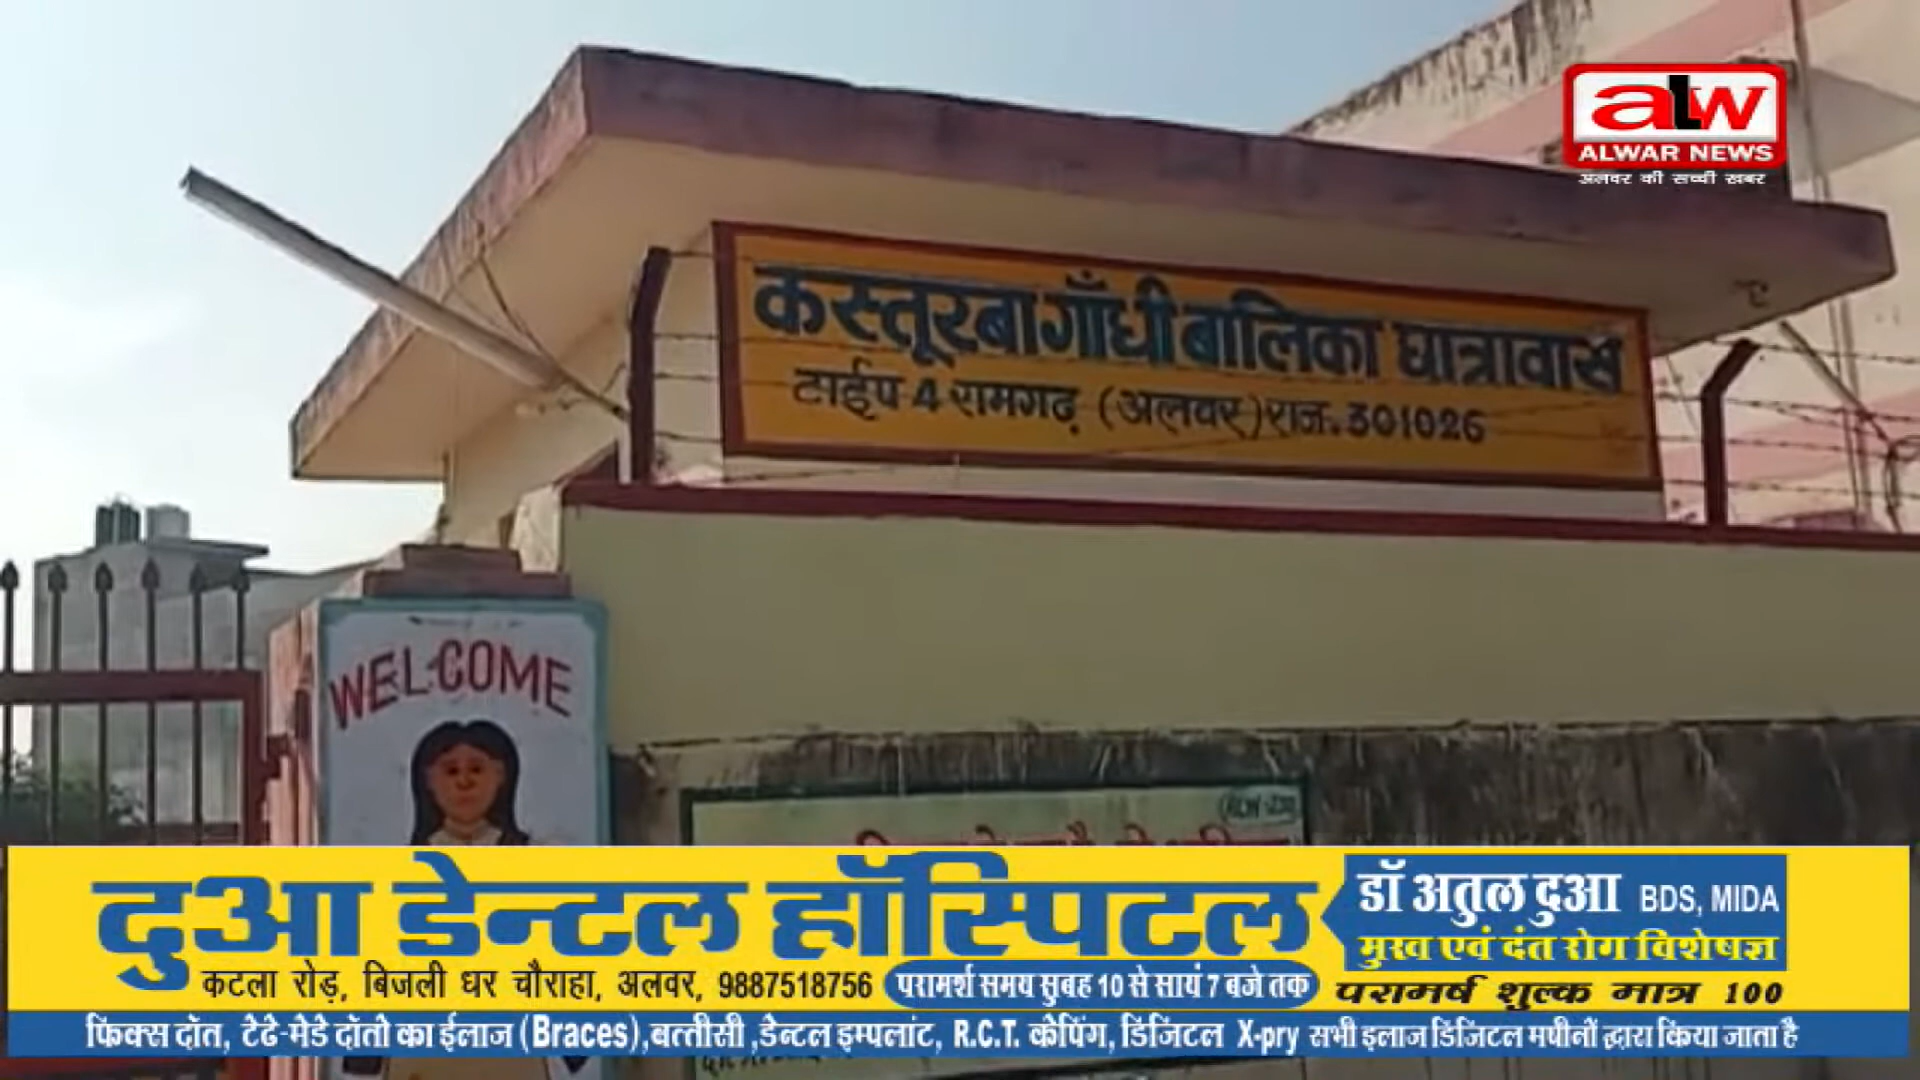 alw
ALWAR NEWS
अलवर की सच्ची खबर
कस्तूरबा गाँधी बालिका छात्रावास
टाईप 4 रामगढ़ (अलवर) राज. 301026
WELCOME
दुआ डेन्टल हॉस्पिटल
डॉ अतुल दुआ BDS, MIDA
मुख एवं दंत रोग विशेषज्ञ
कटला रोड़, बिजली घर चौराहा, अलवर, 9887518756 परामर्श समय सुबह 10 से सायं 7 बजे तक
परामर्ष शुल्क मात्र 100
फिक्स दॉत, टेढे-मेडे दॉतो का ईलाज (Braces),बत्तीसी ,डेन्टल इम्पलांट, R.C.T. केपिंग, डिजिटल X-pry सभी इलाज डिजिटल मषीनों द्वारा किया जाता है